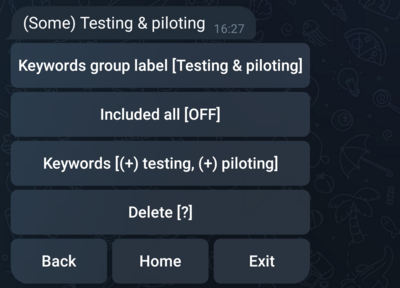 (Some) Testing & piloting 16:27
Keywords group label [Testing & piloting]
Included all [OFF]
Keywords [(+) testing, (+) piloting]
Delete [?]
Back Home Exit